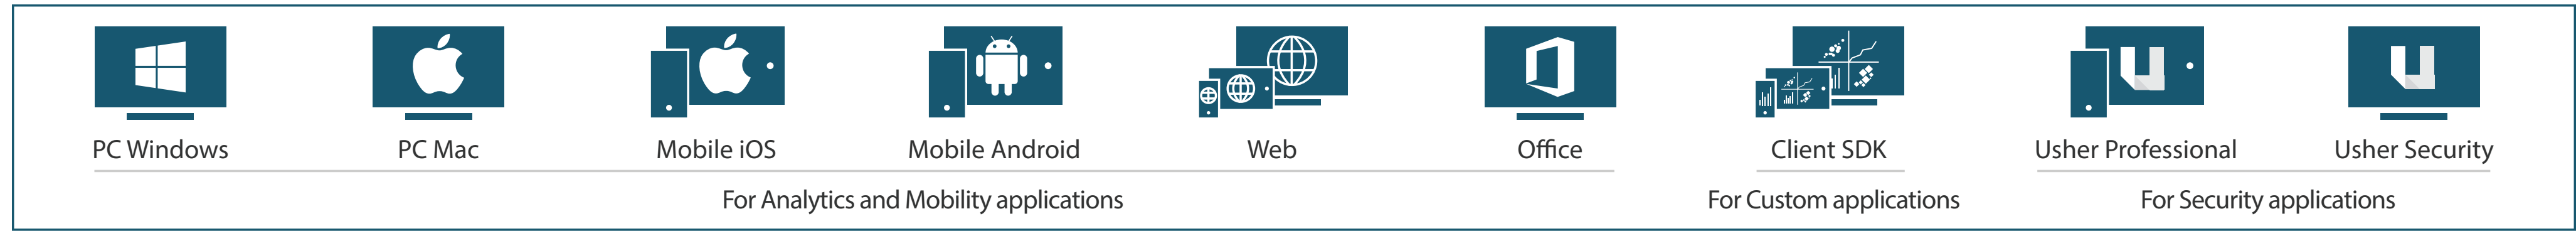 PC Windows
PC Mac
Mobile iOS
Mobile Android
Web
Office
Client SDK
Usher Professional
Usher Security
For Analytics and Mobility applications
For Custom applications
For Security applications